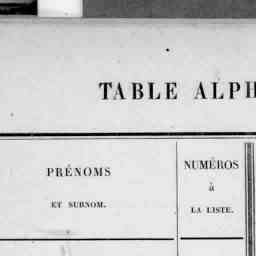 TABLE ALPH
PRÉNOMS
ET SURNOM.
NUMÉROS
à
LA LISTE.